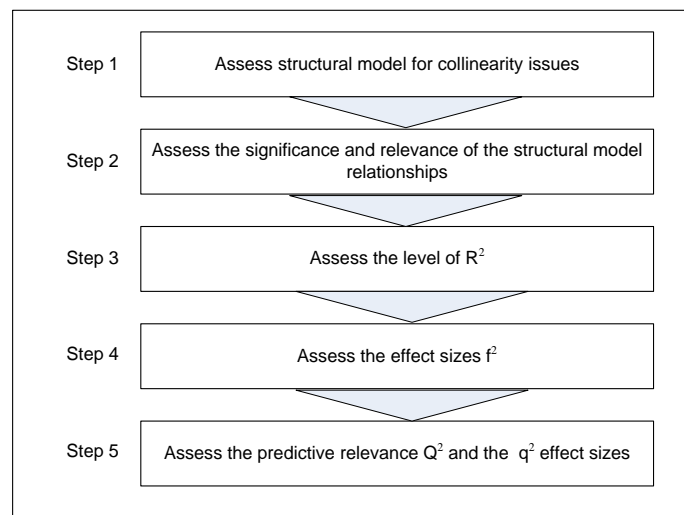 Step 1
Assess structural model for collinearity issues
Step 2
Assess the significance and relevance of the structural model
relationships
Step 3
Assess the level of R²
Step 4
Assess the effect sizes f²
Step 5
Assess the predictive relevance Q² and the q² effect sizes